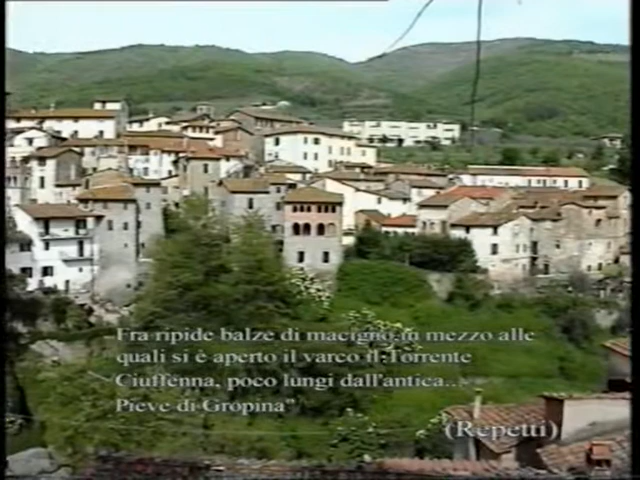 Fra ripide balze di macigno in mezzo alle
quali si è aperto il varco il Torrente
Ciuffenna, poco lungi dall'antica...
Pieve di Gropina"
(Repetti)